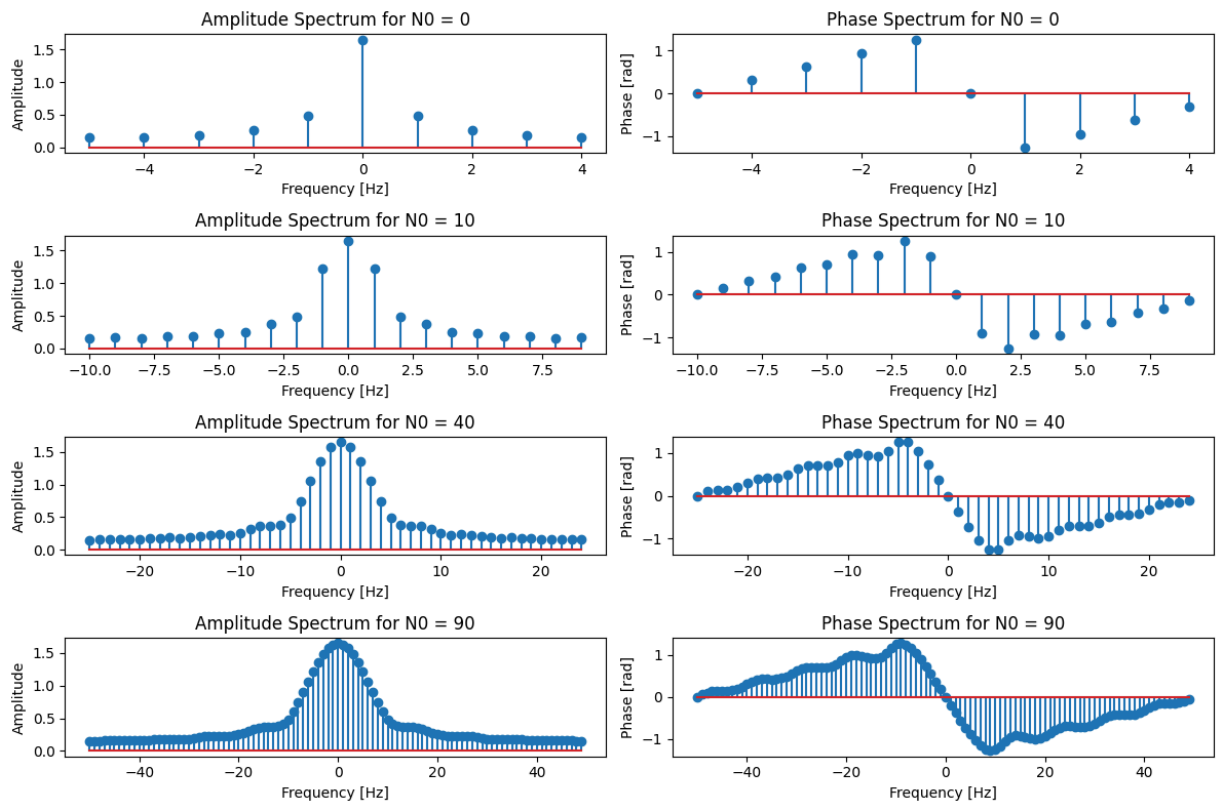 Amplitude Spectrum for N0 = 0
Amplitude
1.5
1.0
0.5
0.0
−4 −2 0 2 4
Frequency [Hz]
Phase Spectrum for N0 = 0
Phase [rad]
1
0
−1
−4 −2 0 2 4
Frequency [Hz]
Amplitude Spectrum for N0 = 10
Amplitude
1.5
1.0
0.5
0.0
−10.0 −7.5 −5.0 −2.5 0.0 2.5 5.0 7.5
Frequency [Hz]
Phase Spectrum for N0 = 10
Phase [rad]
1
0
−1
−10.0 −7.5 −5.0 −2.5 0.0 2.5 5.0 7.5
Frequency [Hz]
Amplitude Spectrum for N0 = 40
Amplitude
1.5
1.0
0.5
0.0
−20 −10 0 10 20
Frequency [Hz]
Phase Spectrum for N0 = 40
Phase [rad]
1
0
−1
−20 −10 0 10 20
Frequency [Hz]
Amplitude Spectrum for N0 = 90
Amplitude
1.5
1.0
0.5
0.0
−40 −20 0 20 40
Frequency [Hz]
Phase Spectrum for N0 = 90
Phase [rad]
1
0
−1
−40 −20 0 20 40
Frequency [Hz]